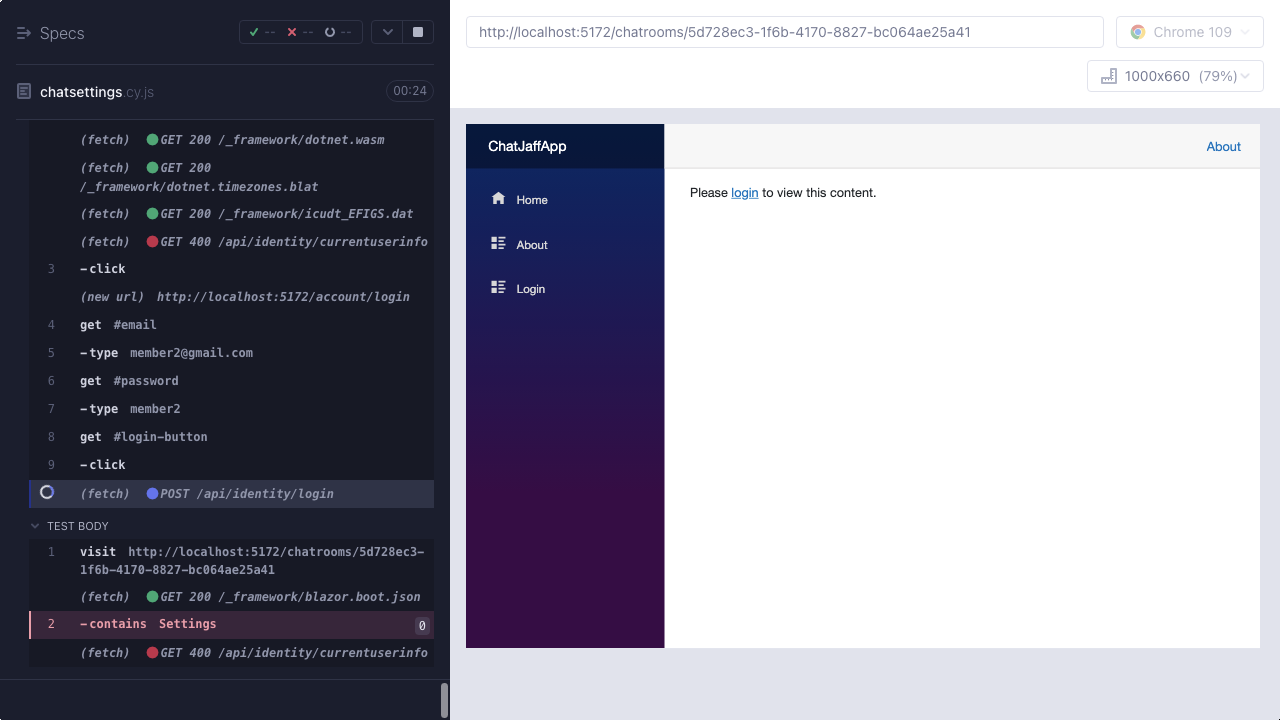 Specs
--
--
--
chatsettings.cy.js
00:24
(fetch) GET 200 /_framework/dotnet.wasm
(fetch) GET 200
/_framework/dotnet.timezones.blat
(fetch) GET 200 /_framework/icudt_EFIGS.dat
(fetch) GET 400 /api/identity/currentuserinfo
3 -click
(new url) http://localhost:5172/account/login
4 get #email
5 -type member2@gmail.com
6 get #password
7 -type member2
8 get #login-button
9 -click
(fetch) POST /api/identity/login
TEST BODY
1 visit http://localhost:5172/chatrooms/5d728ec3-
1f6b-4170-8827-bc064ae25a41
(fetch) GET 200 /_framework/blazor.boot.json
2 -contains Settings 0
(fetch) GET 400 /api/identity/currentuserinfo
http://localhost:5172/chatrooms/5d728ec3-1f6b-4170-8827-bc064ae25a41
Chrome 109
1000x660 (79%)
ChatJaffApp
About
Home
About
Login
Please login to view this content.